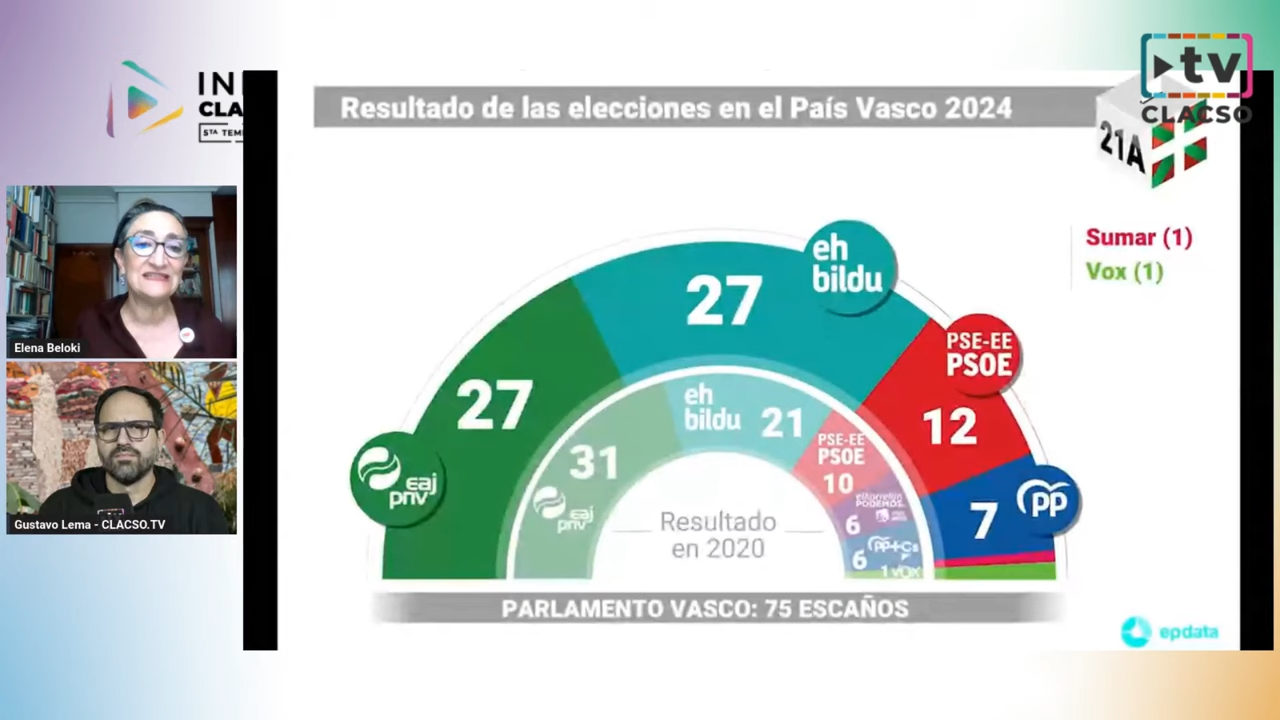 INF
CLA
5TA TEM
tv
CLACSO
Resultado de las elecciones en el País Vasco 2024
21A
Sumar (1)
Vox (1)
eh
bildu
27
PSE-EE
PSOE
27
12
eaj
pnv
7
pp
eh
bildu
21
31
eaj
pnv
PSE-EE
PSOE
10
elkarrekin
PODEMOS
6
6
PP+Cs
1 VOX
Resultado
en 2020
PARLAMENTO VASCO: 75 ESCAÑOS
epdata
Elena Beloki
Gustavo Lema - CLACSO.TV